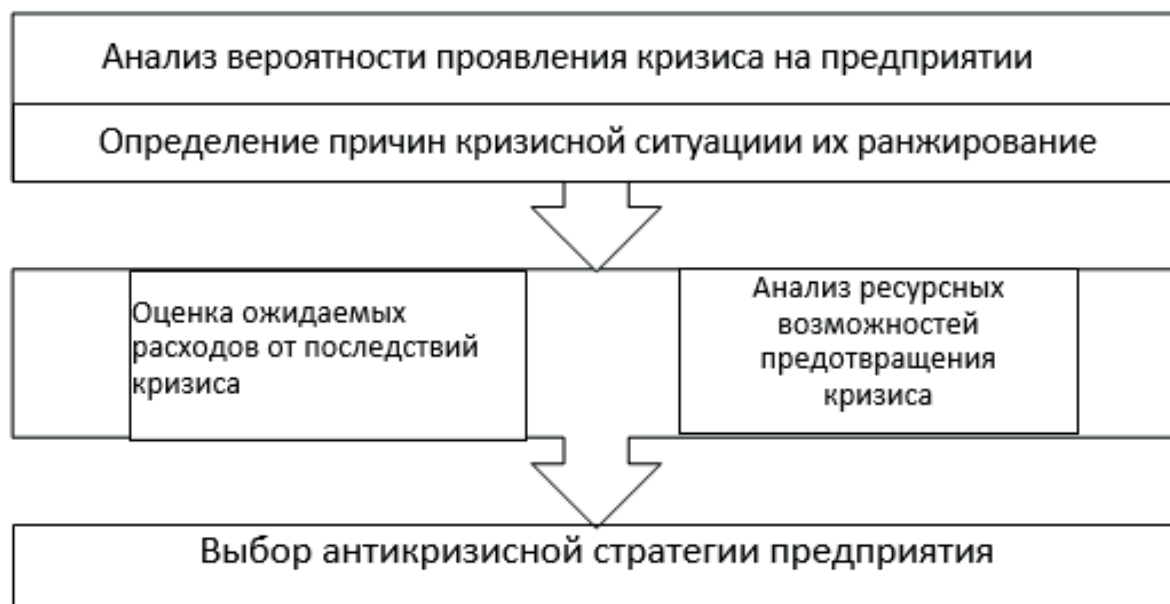 Анализ вероятности проявления кризиса на предприятии
Определение причин кризисной ситуациии их ранжирование
Оценка ожидаемых
расходов от последствий
кризиса
Анализ ресурсных
возможностей
предотвращения
кризиса
Выбор антикризисной стратегии предприятия